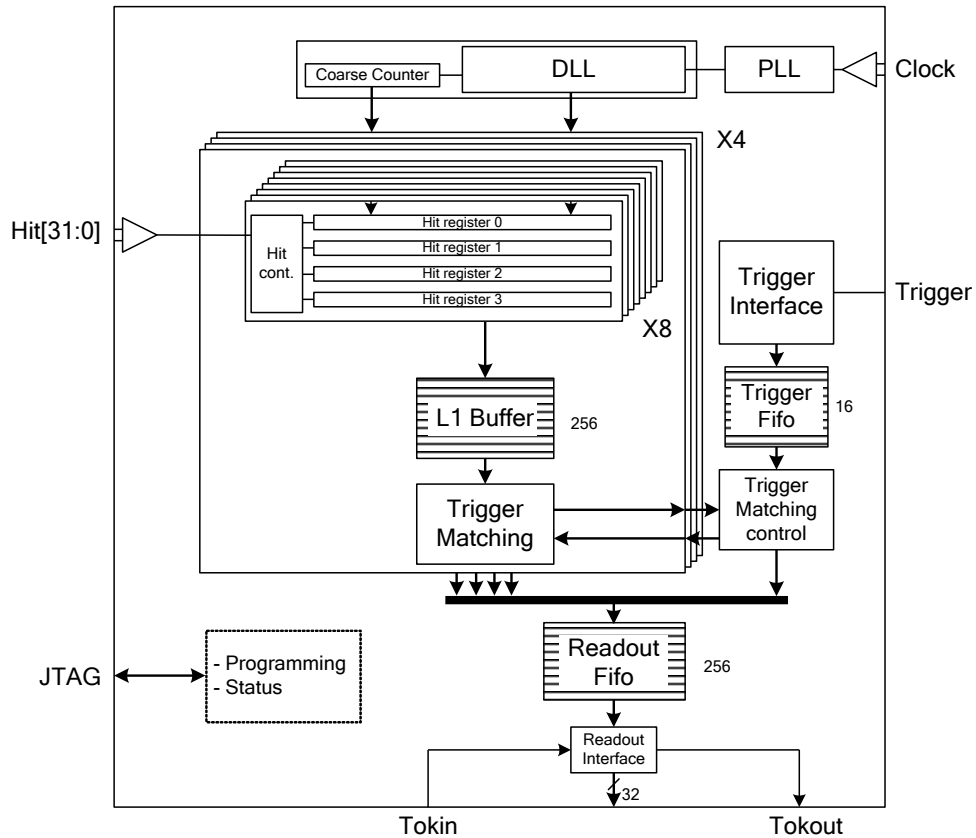 Coarse Counter
DLL
PLL
Clock
X4
Hit[31:0]
Hit
cont.
Hit register 0
Hit register 1
Hit register 2
Hit register 3
X8
Trigger
Interface
Trigger
L1 Buffer
256
Trigger
Fifo
16
Trigger
Matching
Trigger
Matching
control
JTAG
- Programming
- Status
Readout
Fifo
256
Readout
Interface
32
Tokin
Tokout